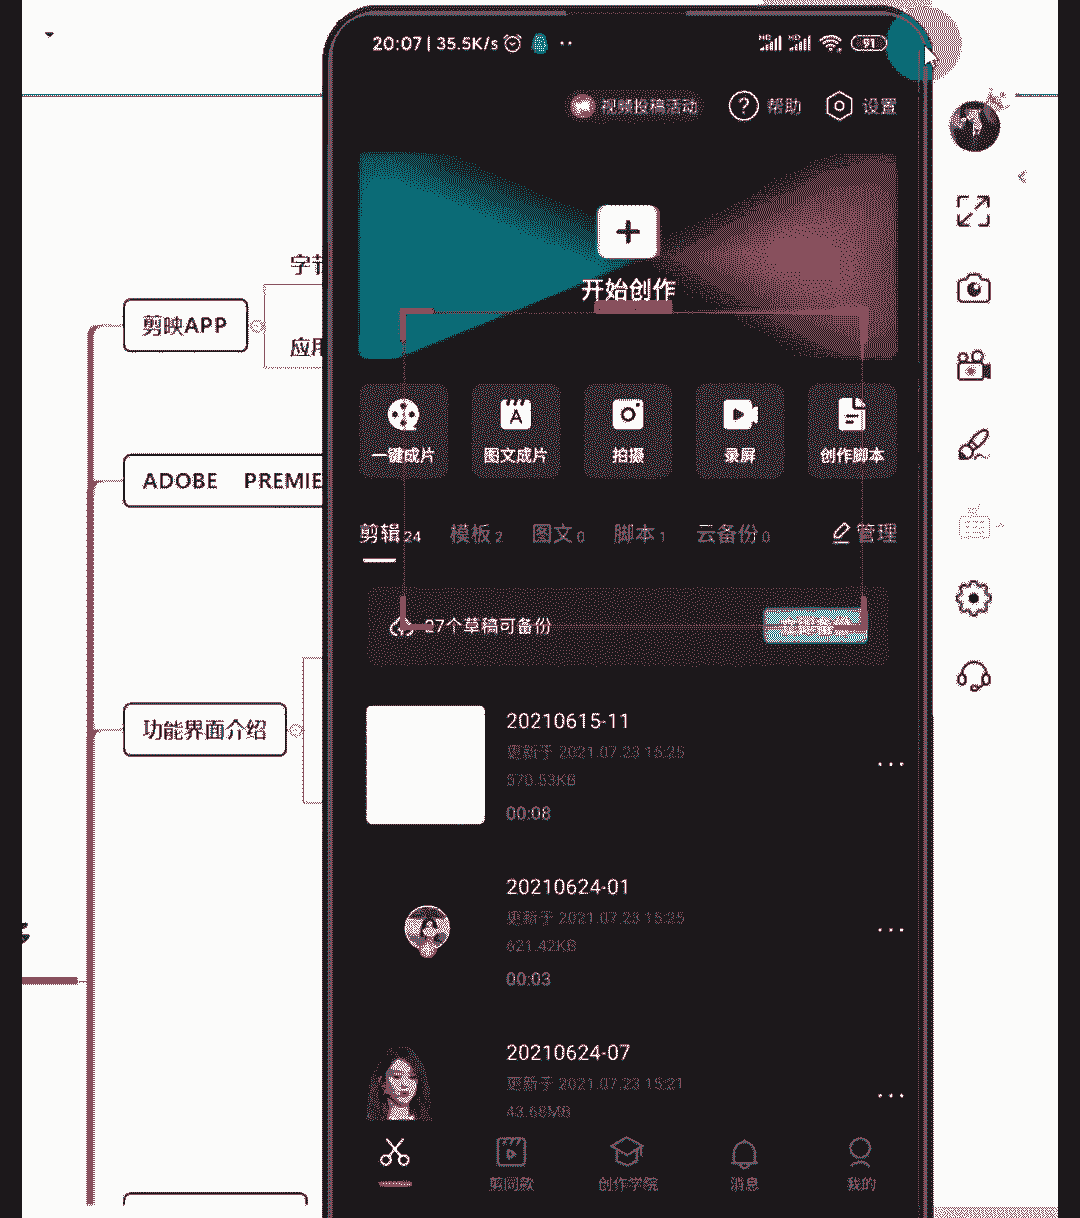 20:07 | 35.5K/s
91
视频投稿活动 帮助 设置
开始创作
一键成片 图文成片 拍摄 录屏 创作脚本
剪辑 24 模板 2 图文 0 脚本 1 云备份 0 管理
27个草稿可备份
20210615-11
更新于 2021.07.23 15:25
570.53KB
00:08
20210624-01
更新于 2021.07.23 15:25
621.42KB
00:03
20210624-07
更新于 2021.07.23 15:21
43.68MB
剪同款 创作学院 消息 我的
剪映APP
ADOBE PREMIE
功能界面介绍